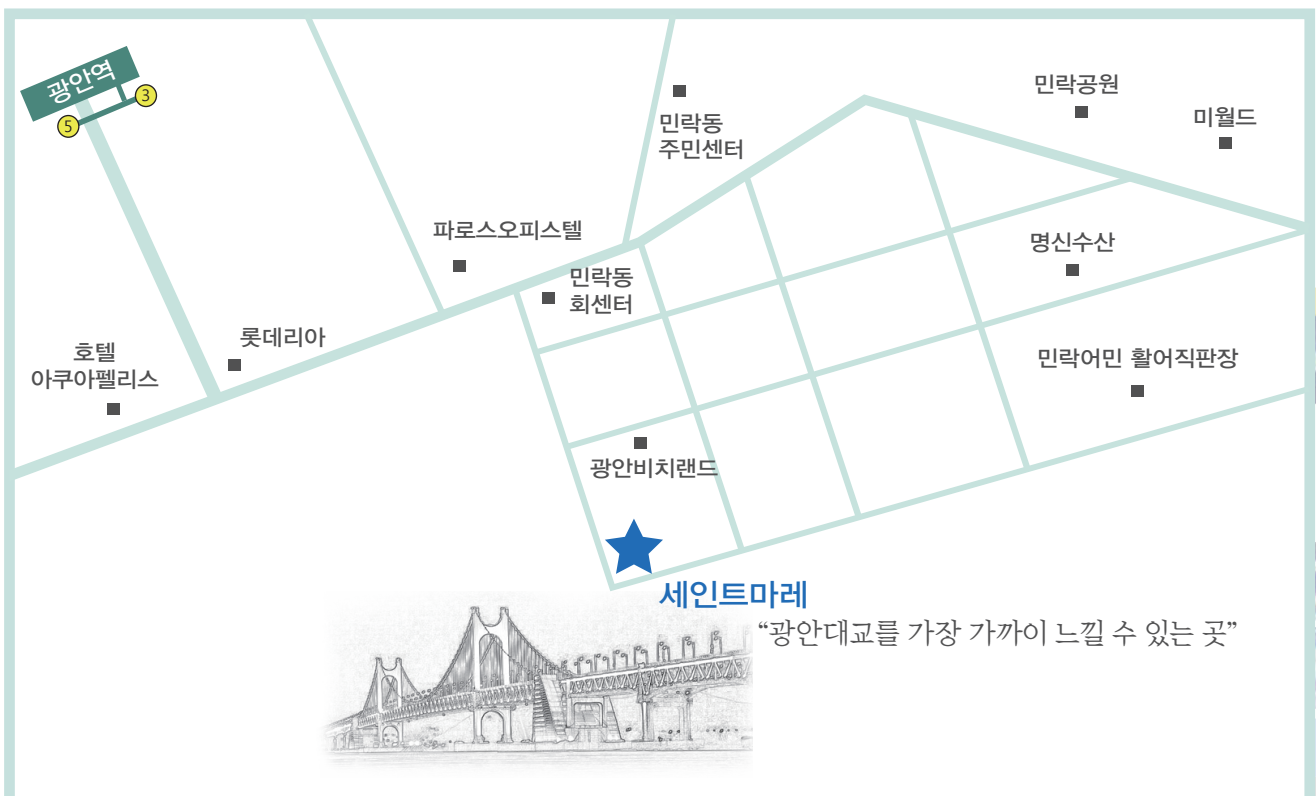 광안역
3
5
민락동
주민센터
민락공원
미월드
파로스오피스텔
명신수산
민락동
회센터
롯데리아
호텔
아쿠아펠리스
민락어민 활어직판장
광안비치랜드
세인트마레
“광안대교를 가장 가까이 느낄 수 있는 곳”